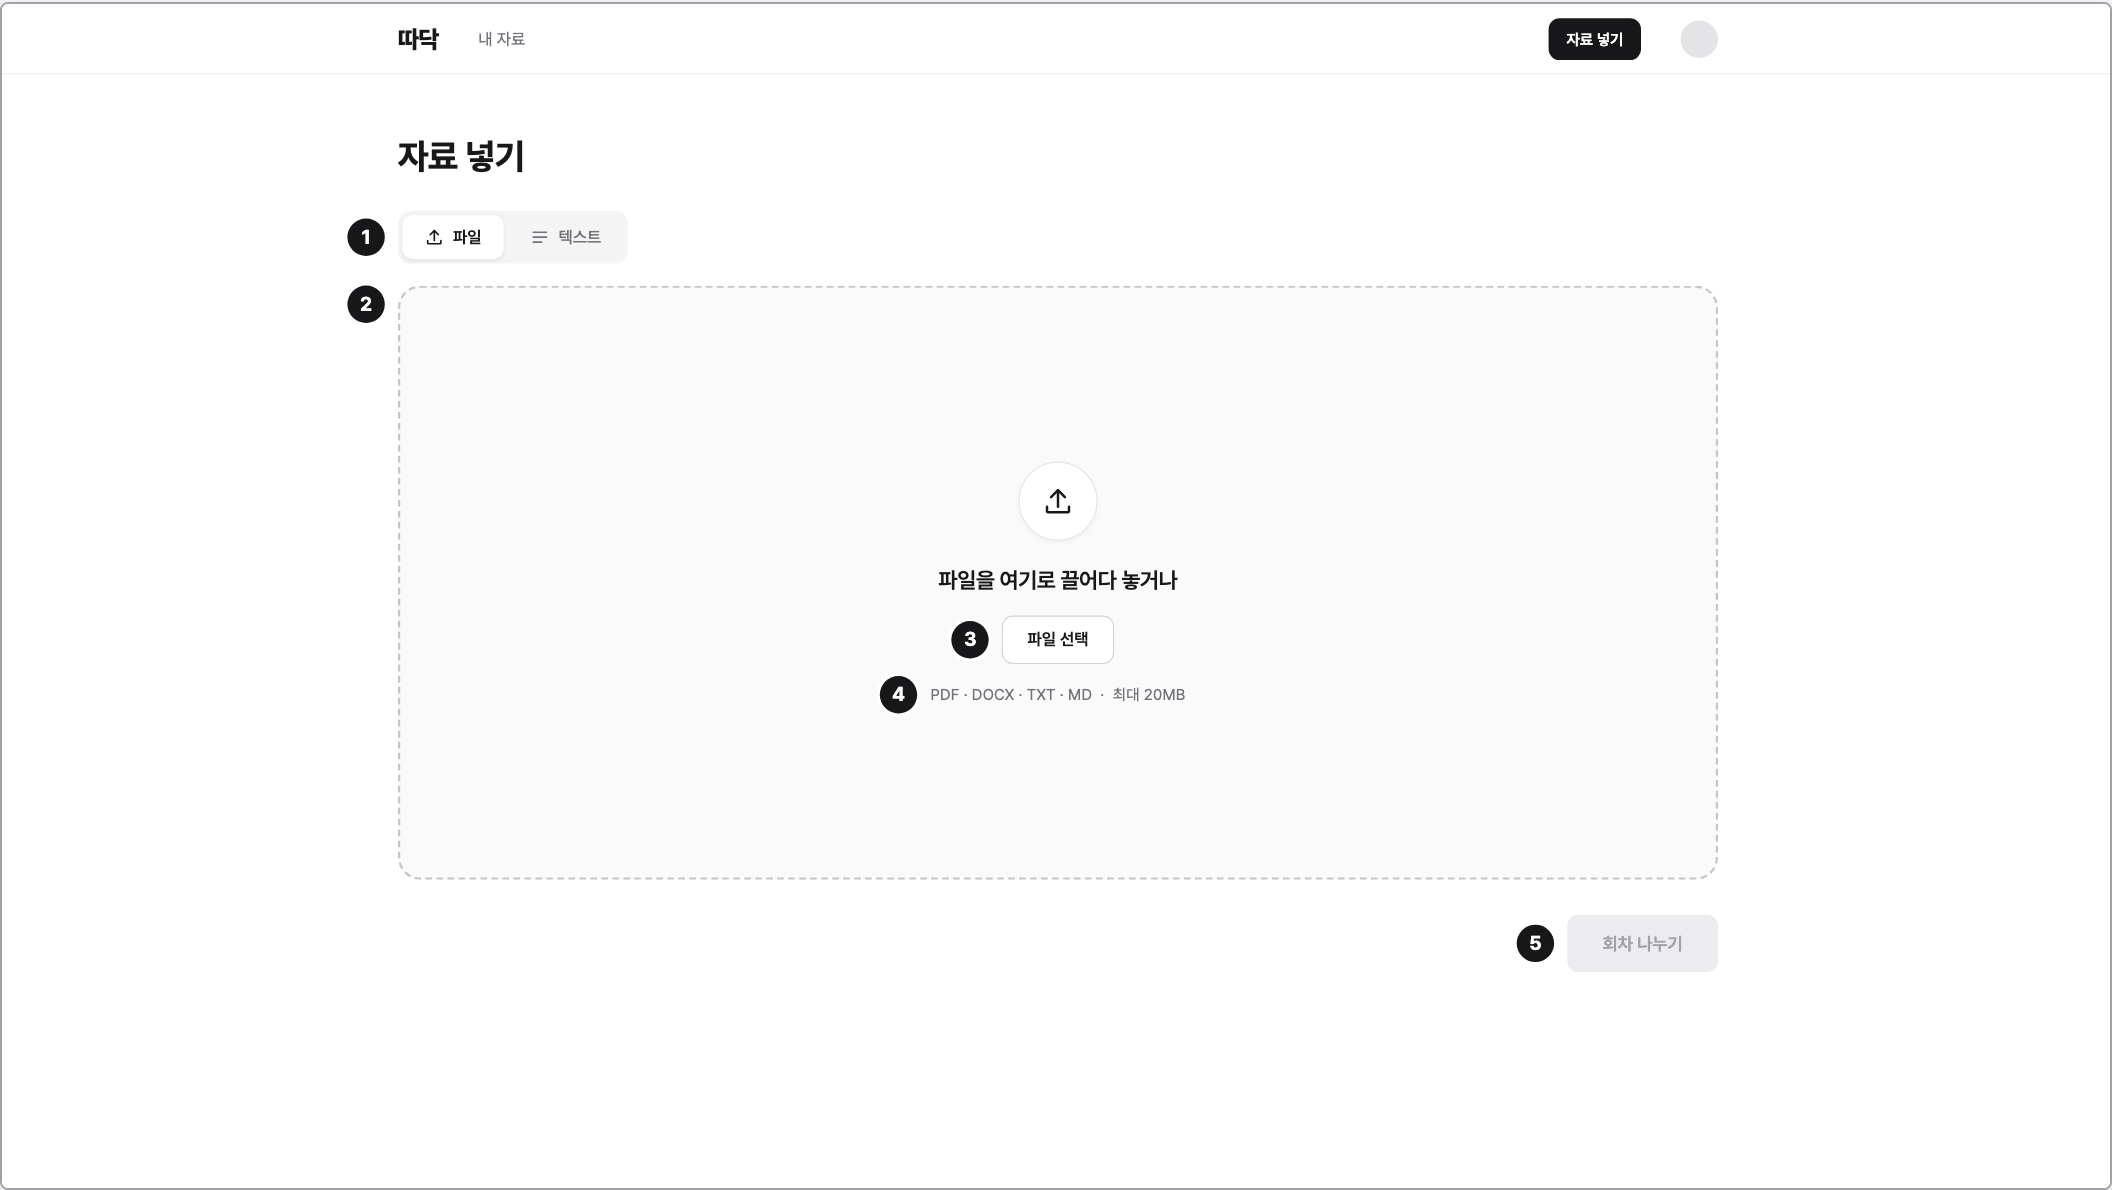 따닥 내 자료 자료 넣기
자료 넣기
1 파일 텍스트
2
파일을 여기로 끌어다 놓거나
3 파일 선택
4 PDF · DOCX · TXT · MD · 최대 20MB
5 회차 나누기